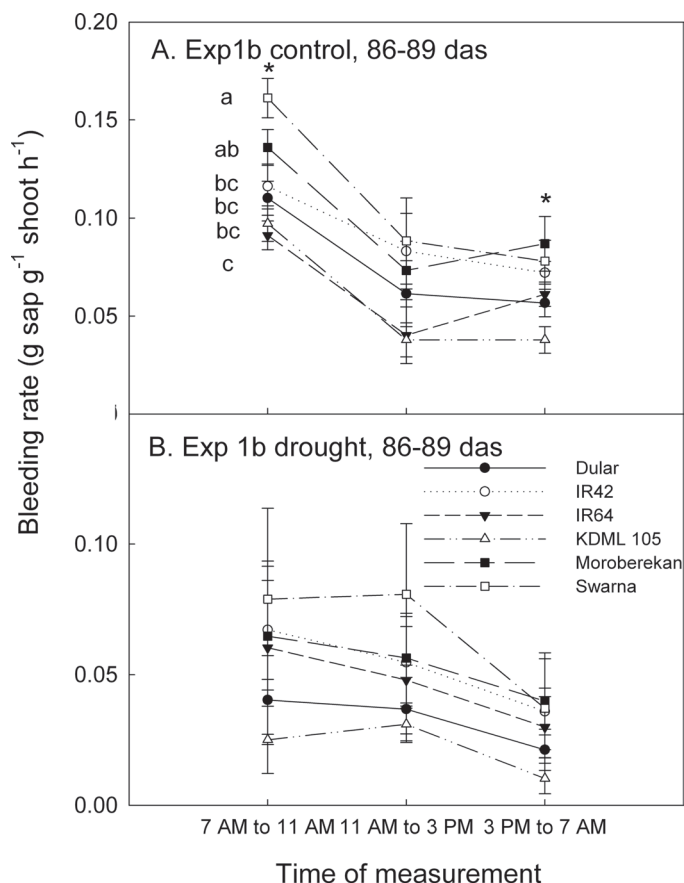 0.20
A. Exp1b control, 86-89 das
*
a
0.15
ab
bc
*
bc
0.10
bc
c
0.05
B. Exp 1b drought, 86-89 das
Dular
IR42
IR64
0.10
KDML 105
Moroberekan
Swarna
0.05
0.00
7 AM to 11 AM 11 AM to 3 PM 3 PM to 7 AM
Time of measurement
Bleeding rate (g sap g⁻¹ shoot h⁻¹)